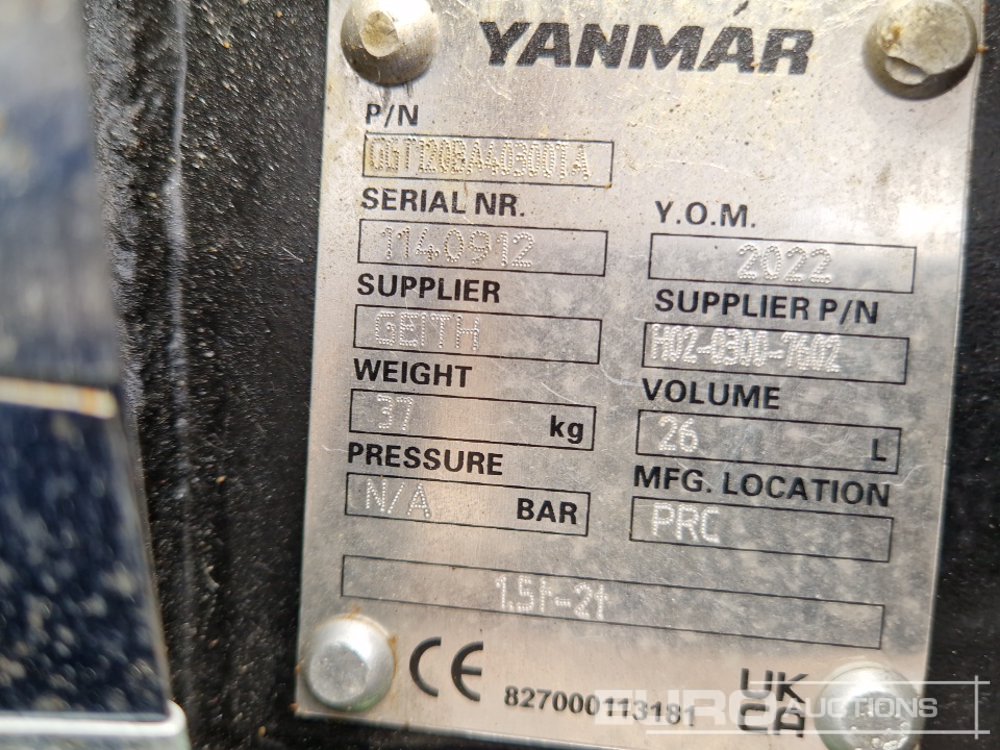 YANMAR
P/N
SERIAL NR.
1140912
Y.O.M.
2022
SUPPLIER
GEITH
SUPPLIER P/N
H02-0300-7602
WEIGHT
37 kg
VOLUME
26 L
PRESSURE
N/A BAR
MFG. LOCATION
PRC
1.5t-2t
CE
827000113181
UK
CA
EURO AUCTIONS